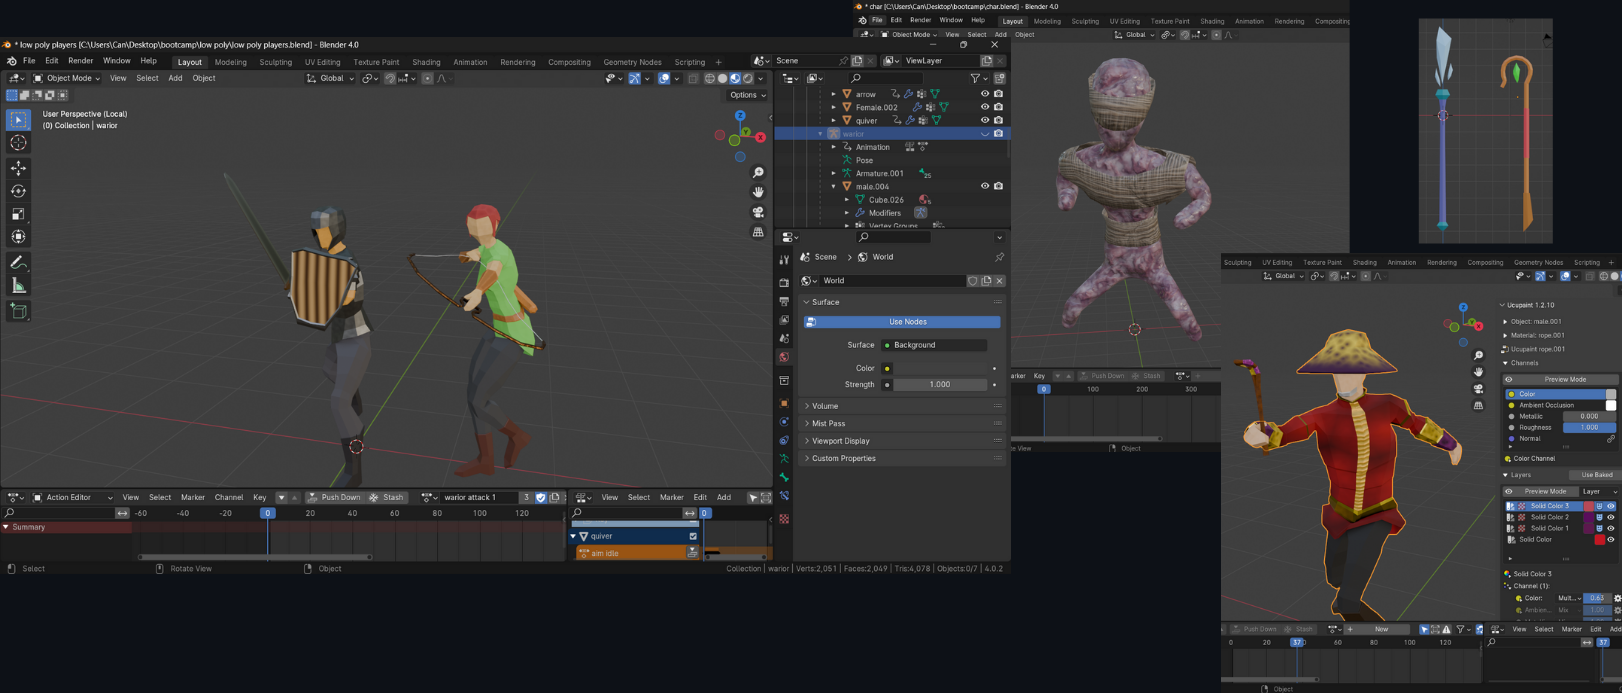 * low poly players [C:\Users\Can\Desktop\bootcamp\low poly\low poly players.blend] - Blender 4.0
File Edit Render Window Help Layout Modeling Sculpting UV Editing Texture Paint Shading Animation Rendering Compositing Geometry Nodes Scripting + Scene ViewLayer
Object Mode View Select Add Object Global
Options
User Perspective (Local)
(0) Collection | warior
Z
Y
X
arrow
Female.002
quiver
warior
Animation
Pose
Armature.001 25
male.004
Cube.026 5
Modifiers
Vertex Groups
Scene > World
World
Surface
Use Nodes
Surface Background
Color
Strength 1.000
Volume
Mist Pass
Viewport Display
Custom Properties
Action Editor View Select Marker Channel Key Push Down Stash warior attack 1 3
-60 -40 -20 0 20 40 60 80 100 120
Summary
View Select Marker Edit Add
0
quiver
aim idle
Select Rotate View Object
Collection | warior | Verts:2,051 | Faces:2,049 | Tris:4,078 | Objects:0/7 | 4.0.2
* char [C:\Users\Can\Desktop\bootcamp\char.blend] - Blender 4.0
File Edit Render Window Help Layout Modeling Sculpting UV Editing Texture Paint Shading Animation Rendering Compositing
Object Mode View Select Add Object Global
arker Key Push Down Stash
0 100 200 300
te View Object
Sculpting UV Editing Texture Paint Shading Animation Rendering Compositing Geometry Nodes Scripting +
Global
Z
Y
X
Ucupaint 1.2.10
Object: male.001
Material: rope.001
Ucupaint rope.001
Channels
Preview Mode
Color
Ambient Occlusion
Metallic 0.000
Roughness 1.000
Normal
Color Channel
Layers Use Baked
Preview Mode Layer
Solid Color 3
Solid Color 2
Solid Color 1
Solid Color
Solid Color 3
Channel (1):
Color: Mult... 0.63
Ambien... Mix 1.00
Push Down Stash + New
0 20 37 60 80 100 120
View Select Marker Edit Add
37
Object